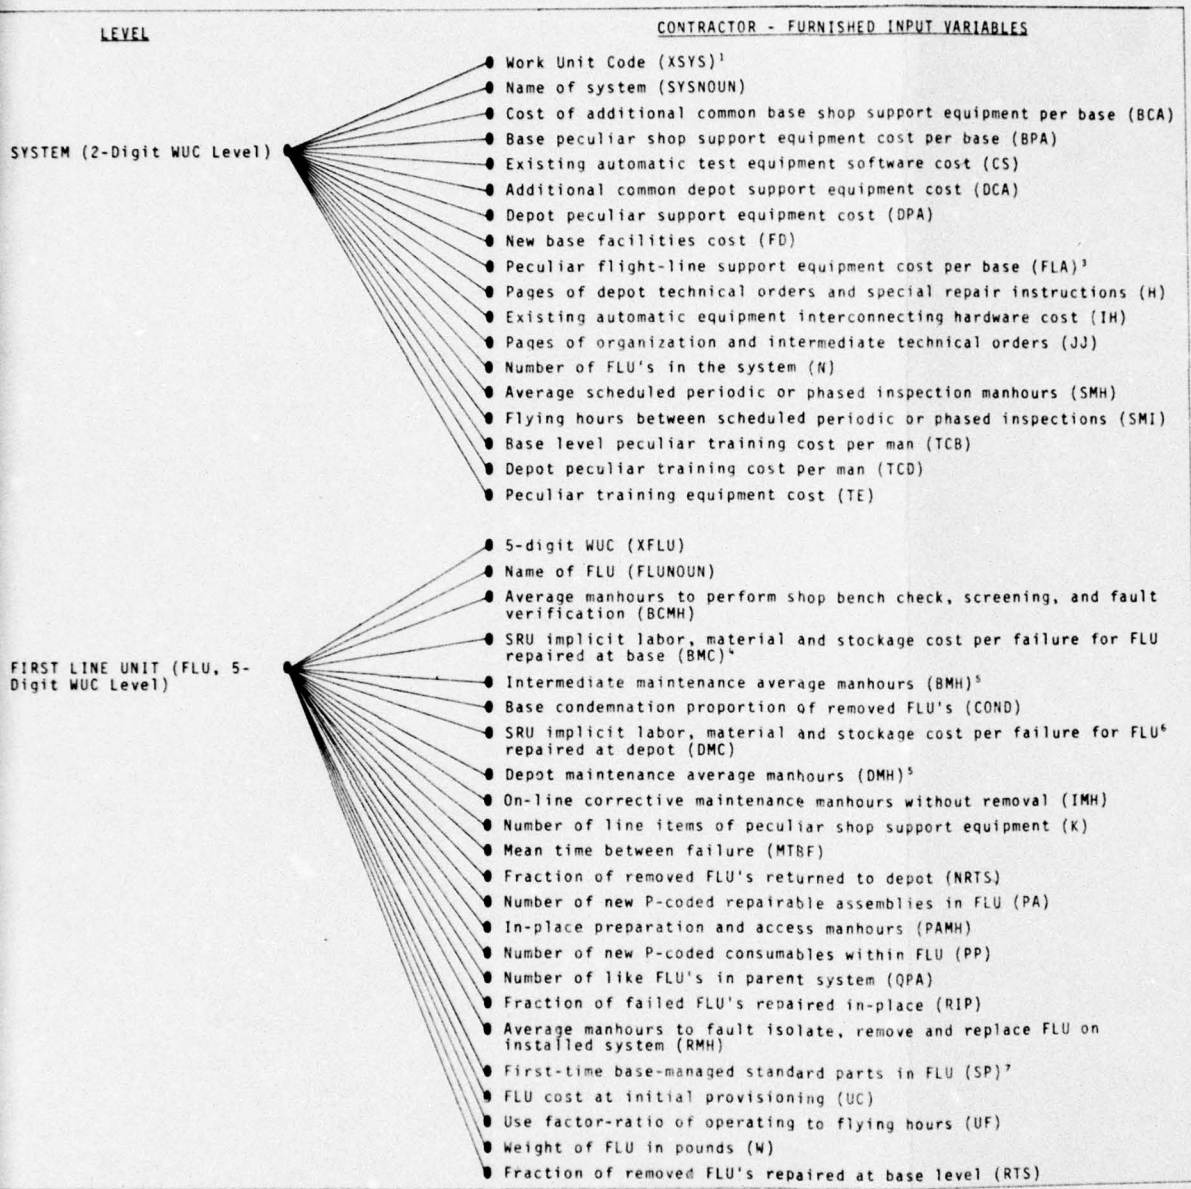 LEVEL
CONTRACTOR - FURNISHED INPUT VARIABLES
SYSTEM (2-Digit WUC Level)
Work Unit Code (XSYS)¹
Name of system (SYSNOUN)
Cost of additional common base shop support equipment per base (BCA)
Base peculiar shop support equipment cost per base (BPA)
Existing automatic test equipment software cost (CS)
Additional common depot support equipment cost (DCA)
Depot peculiar support equipment cost (DPA)
New base facilities cost (FD)
Peculiar flight-line support equipment cost per base (FLA)³
Pages of depot technical orders and special repair instructions (H)
Existing automatic equipment interconnecting hardware cost (IH)
Pages of organization and intermediate technical orders (JJ)
Number of FLU's in the system (N)
Average scheduled periodic or phased inspection manhours (SMH)
Flying hours between scheduled periodic or phased inspections (SMI)
Base level peculiar training cost per man (TCB)
Depot peculiar training cost per man (TCD)
Peculiar training equipment cost (TE)
FIRST LINE UNIT (FLU, 5-
Digit WUC Level)
5-digit WUC (XFLU)
Name of FLU (FLUNOUN)
Average manhours to perform shop bench check, screening, and fault
verification (BCMH)
SRU implicit labor, material and stockage cost per failure for FLU
repaired at base (BMC)⁴
Intermediate maintenance average manhours (BMH)⁵
Base condemnation proportion of removed FLU's (COND)
SRU implicit labor, material and stockage cost per failure for FLU⁶
repaired at depot (DMC)
Depot maintenance average manhours (DMH)⁵
On-line corrective maintenance manhours without removal (IMH)
Number of line items of peculiar shop support equipment (K)
Mean time between failure (MTBF)
Fraction of removed FLU's returned to depot (NRTS)
Number of new P-coded repairable assemblies in FLU (PA)
In-place preparation and access manhours (PAMH)
Number of new P-coded consumables within FLU (PP)
Number of like FLU's in parent system (QPA)
Fraction of failed FLU's repaired in-place (RIP)
Average manhours to fault isolate, remove and replace FLU on
installed system (RMH)
First-time base-managed standard parts in FLU (SP)⁷
FLU cost at initial provisioning (UC)
Use factor-ratio of operating to flying hours (UF)
Weight of FLU in pounds (W)
Fraction of removed FLU's repaired at base level (RTS)